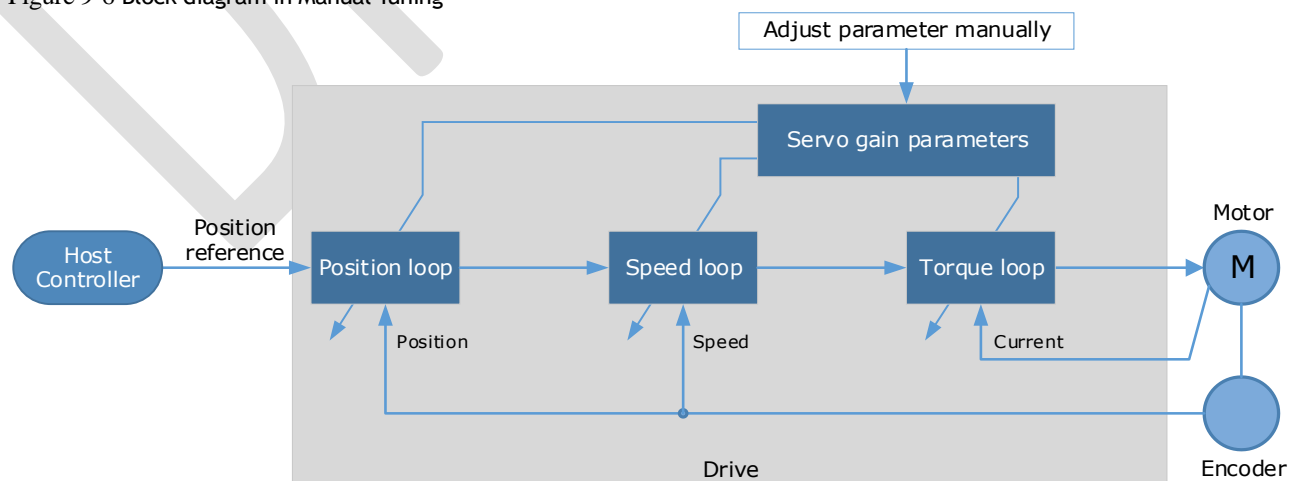 Figure 9-6 Block diagram in Manual Tuning
Adjust parameter manually
Servo gain parameters
Motor
Position
reference
Host
Controller
Position loop
Speed loop
Torque loop
M
Position
Speed
Current
Drive
Encoder